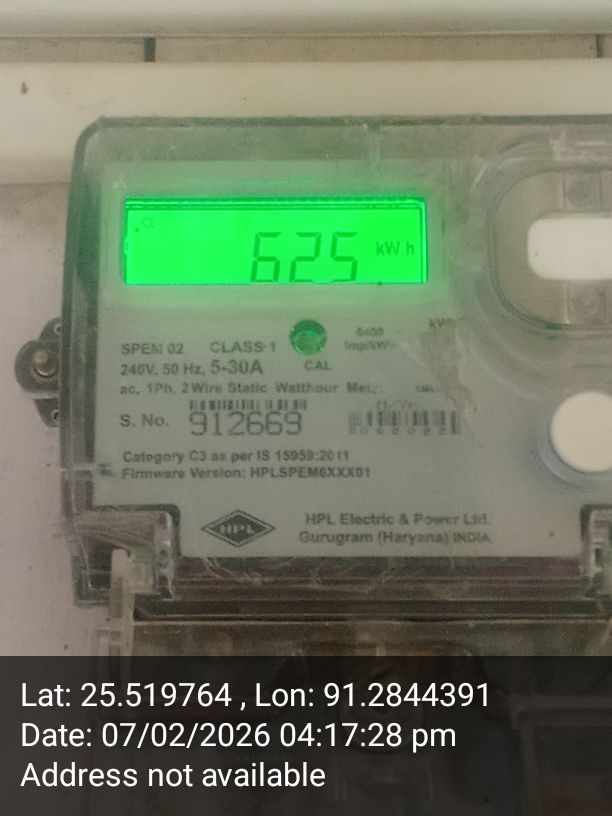 625 kWh
SPEM 02 CLASS 1
240V, 50 Hz, 5-30A CAL
ac, 1Ph, 2 Wire Static Watthour
S. No. 912669
Category C3 as per IS 15959:2011
Firmware Version: HPLSPEM6XXX01
HPL
HPL Electric & Power Ltd.
Gurugram (Haryana) INDIA
Lat: 25.519764 , Lon: 91.2844391
Date: 07/02/2026 04:17:28 pm
Address not available